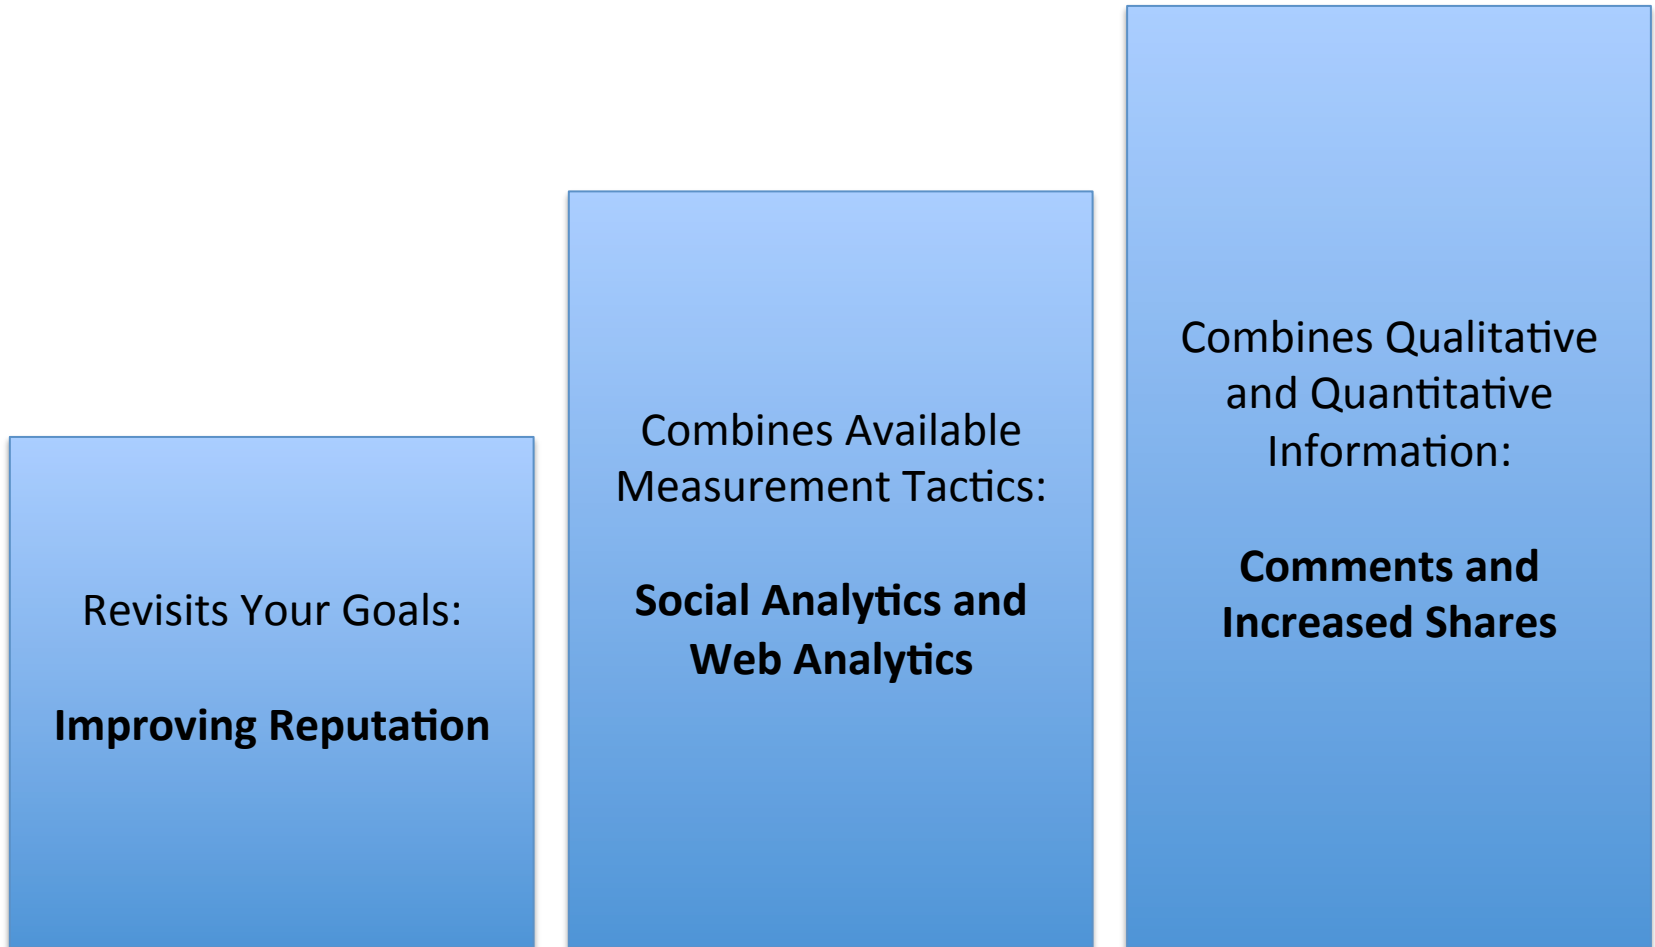 Revisits Your Goals:
Improving Reputation
Combines Available
Measurement Tactics:
Social Analytics and
Web Analytics
Combines Qualitative
and Quantitative
Information:
Comments and
Increased Shares